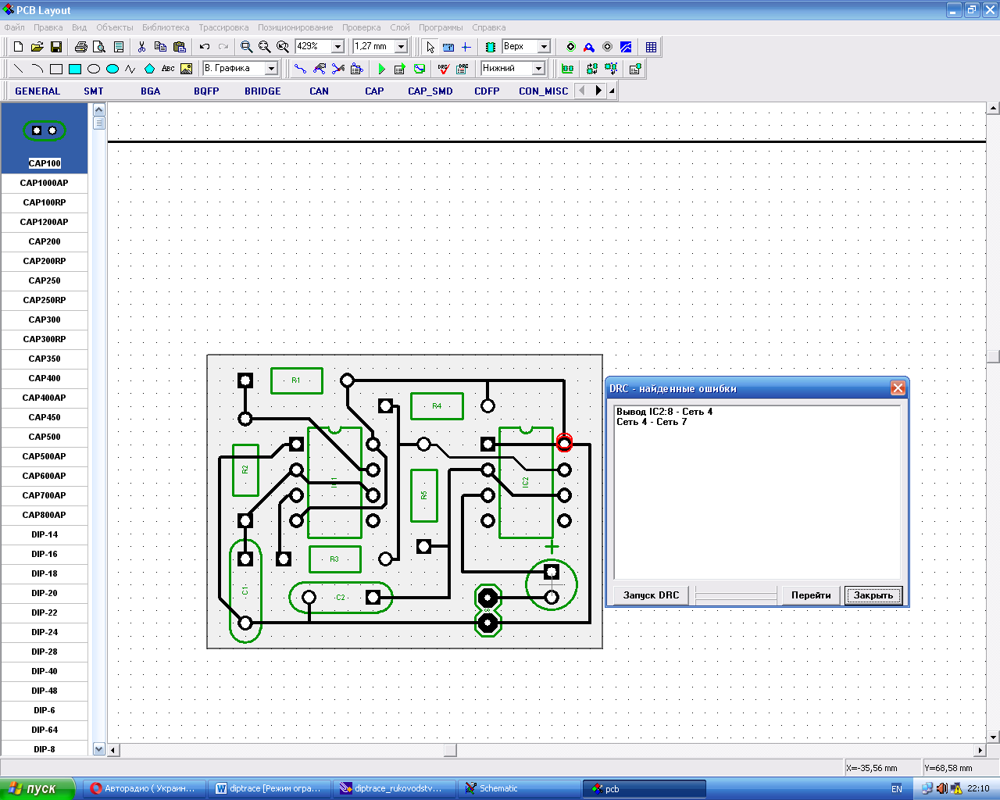 PCB Layout
Файл Правка Вид Объекты Библиотека Трассировка Позиционирование Проверка Слой Программы Справка
429% 1,27 mm Верх
Abc В. Графика DRC DRC Нижний
GENERAL SMT BGA BQFP BRIDGE CAN CAP CAP_SMD CDFP CON_MISC
CAP100
CAP1000AP
CAP100RP
CAP1200AP
CAP200
CAP200RP
CAP250
CAP250RP
CAP300
CAP300RP
CAP350
CAP400
CAP400AP
CAP450
CAP500
CAP500AP
CAP600AP
CAP700AP
CAP800AP
DIP-14
DIP-16
DIP-18
DIP-20
DIP-22
DIP-24
DIP-28
DIP-40
DIP-48
DIP-6
DIP-64
DIP-8
R1
R4
R2
IC2
R5
R3
C1
C2
DRC - найденные ошибки
Вывод IC2:8 - Сеть 4
Сеть 4 - Сеть 7
Запуск DRC Перейти Закрыть
X=-35,56 mm Y=68,58 mm
пуск Авторадио ( Украин... diptrace [Режим огра... diptrace_rukovodstv... Schematic pcb EN 22:10